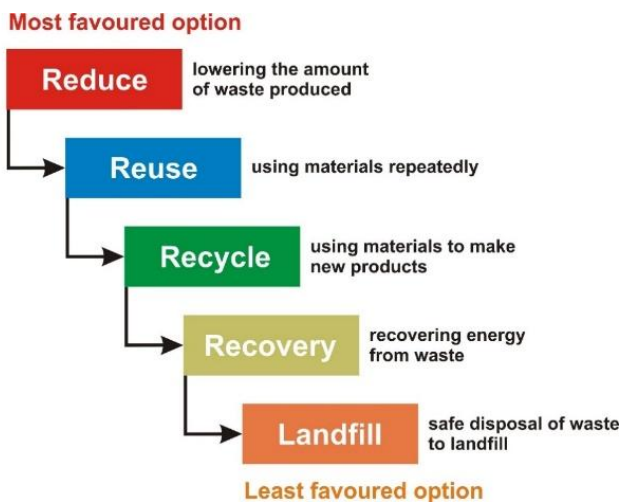 Most favoured option
Reduce
lowering the amount
of waste produced
Reuse
using materials repeatedly
Recycle
using materials to make
new products
Recovery
recovering energy
from waste
Landfill
safe disposal of waste
to landfill
Least favoured option